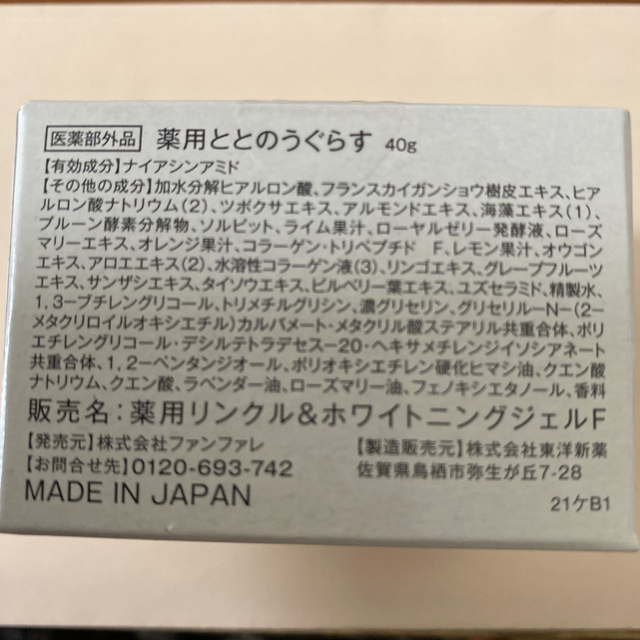 医薬部外品 薬用ととのうぐらす 40g
【有効成分】ナイアシンアミド
【その他の成分】加水分解ヒアルロン酸、フランスカイガンショウ樹皮エキス、ヒア
ルロン酸ナトリウム(2)、ツボクサエキス、アルモンドエキス、海藻エキス(1)、
プルーン酵素分解物、ソルビット、ライム果汁、ローヤルゼリー発酵液、ローズ
マリーエキス、オレンジ果汁、コラーゲン・トリペプチド F、レモン果汁、オウゴン
エキス、アロエエキス(2)、水溶性コラーゲン液(3)、リンゴエキス、グレープフルーツ
エキス、サンザシエキス、タイソウエキス、ビルベリー葉エキス、ユズセラミド、精製水、
1,3-ブチレングリコール、トリメチルグリシン、濃グリセリン、グリセリル-N-(2-
メタクリロイルオキシエチル)カルバメート・メタクリル酸ステアリル共重合体、ポリ
エチレングリコール・デシルテトラデセス-20・ヘキサメチレンジイソシアネート
共重合体、1,2-ペンタンジオール、ポリオキシエチレン硬化ヒマシ油、クエン酸
ナトリウム、クエン酸、ラベンダー油、ローズマリー油、フェノキシエタノール、香料
販売名:薬用リンクル&ホワイトニングジェルF
【発売元】株式会社ファンファレ
【お問合せ先】0120-693-742
【製造販売元】株式会社東洋新薬
佐賀県鳥栖市弥生が丘7-28
MADE IN JAPAN
21ケB1